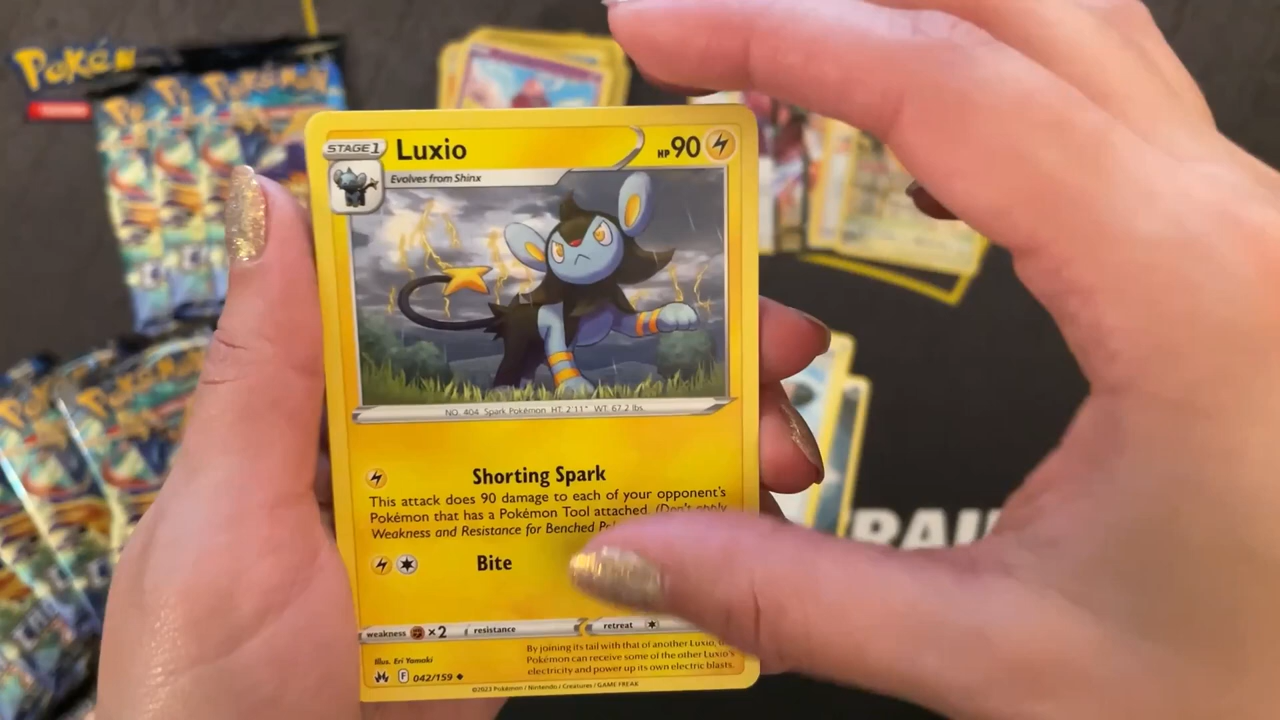 Pokém
STAGE 1
Luxio
HP 90
Evolves from Shinx
NO. 404 Spark Pokémon HT: 2'11" WT: 67.2 lbs.
Shorting Spark
This attack does 90 damage to each of your opponent's
Pokémon that has a Pokémon Tool attached. (Don't apply
Weakness and Resistance for Benched
Bite
weakness ×2 resistance retreat
Illus. Eri Yamaki
By joining its tail with that of another Luxio,
Pokémon can receive some of the other Luxio's
electricity and power up its own electric blasts.
F 042/159
©2023 Pokémon / Nintendo / Creatures / GAME FREAK